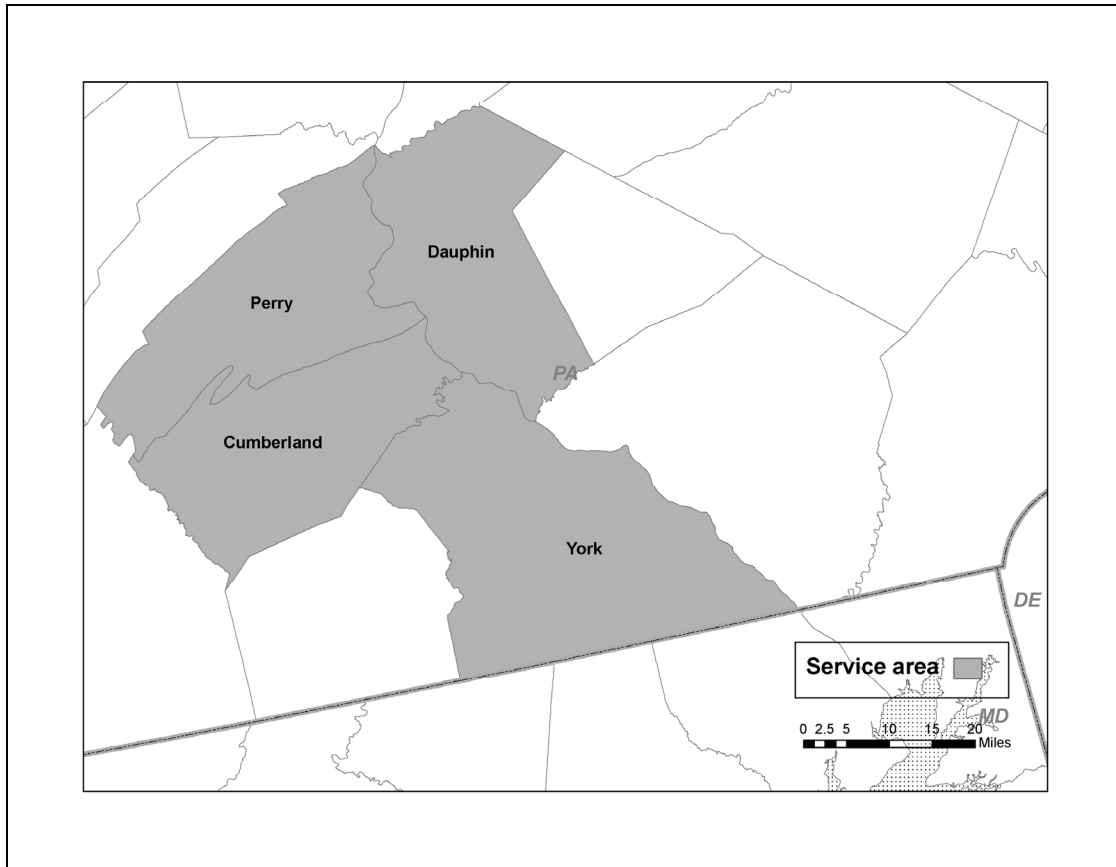 Dauphin
Perry
PA
Cumberland
York
DE
Service area
MD
0 2.5 5 10 15 20
Miles